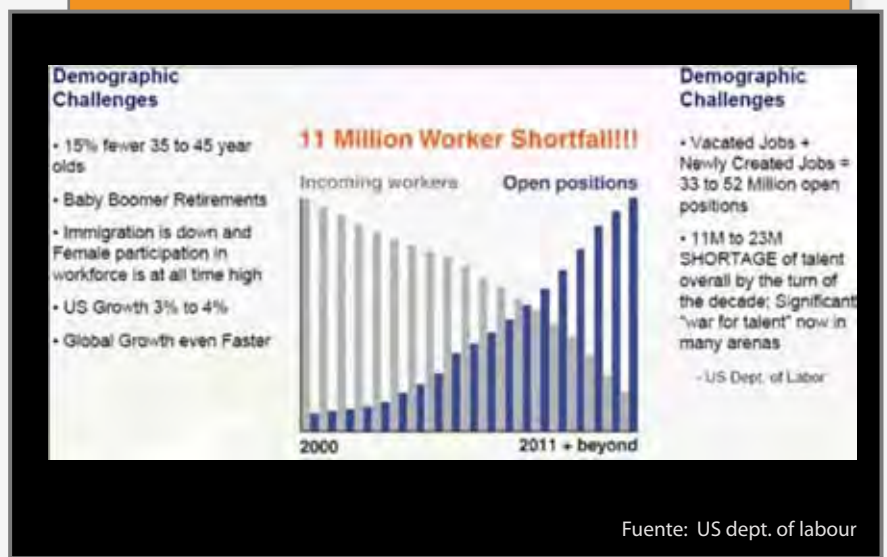 Demographic
Challenges
• 15% fewer 35 to 45 year
olds
• Baby Boomer Retirements
• Immigration is down and
Female participation in
workforce is at all time high
• US Growth 3% to 4%
• Global Growth even Faster
11 Million Worker Shortfall!!!
Incoming workers Open positions
2000 2011 + beyond
Demographic
Challenges
• Vacated Jobs +
Newly Created Jobs =
33 to 52 Million open
positions
• 11M to 23M
SHORTAGE of talent
overall by the turn of
the decade; Significant
"war for talent" now in
many arenas
- US Dept. of Labor
Fuente: US dept. of labour